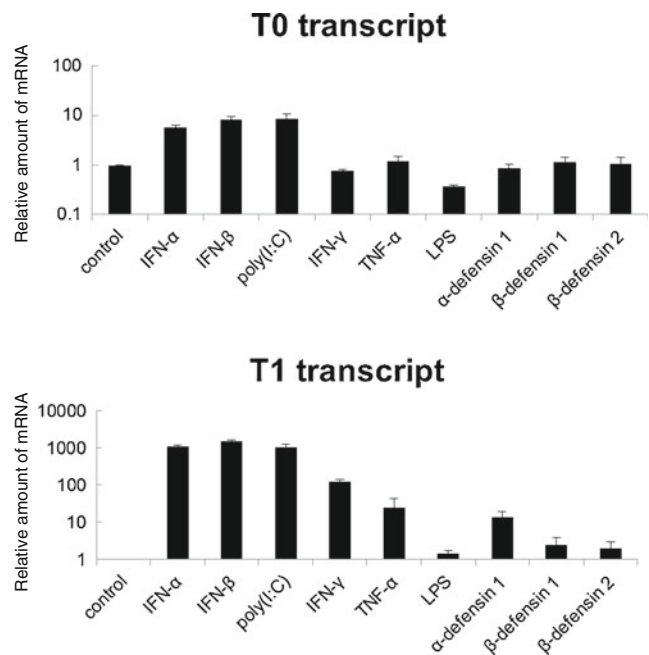 T0 transcript
Relative amount of mRNA
100
10
1
0.1
control
IFN-α
IFN-β
poly(I:C)
IFN-γ
TNF-α
LPS
α-defensin 1
β-defensin 1
β-defensin 2
T1 transcript
Relative amount of mRNA
10000
1000
100
10
1
control
IFN-α
IFN-β
poly(I:C)
IFN-γ
TNF-α
LPS
α-defensin 1
β-defensin 1
β-defensin 2